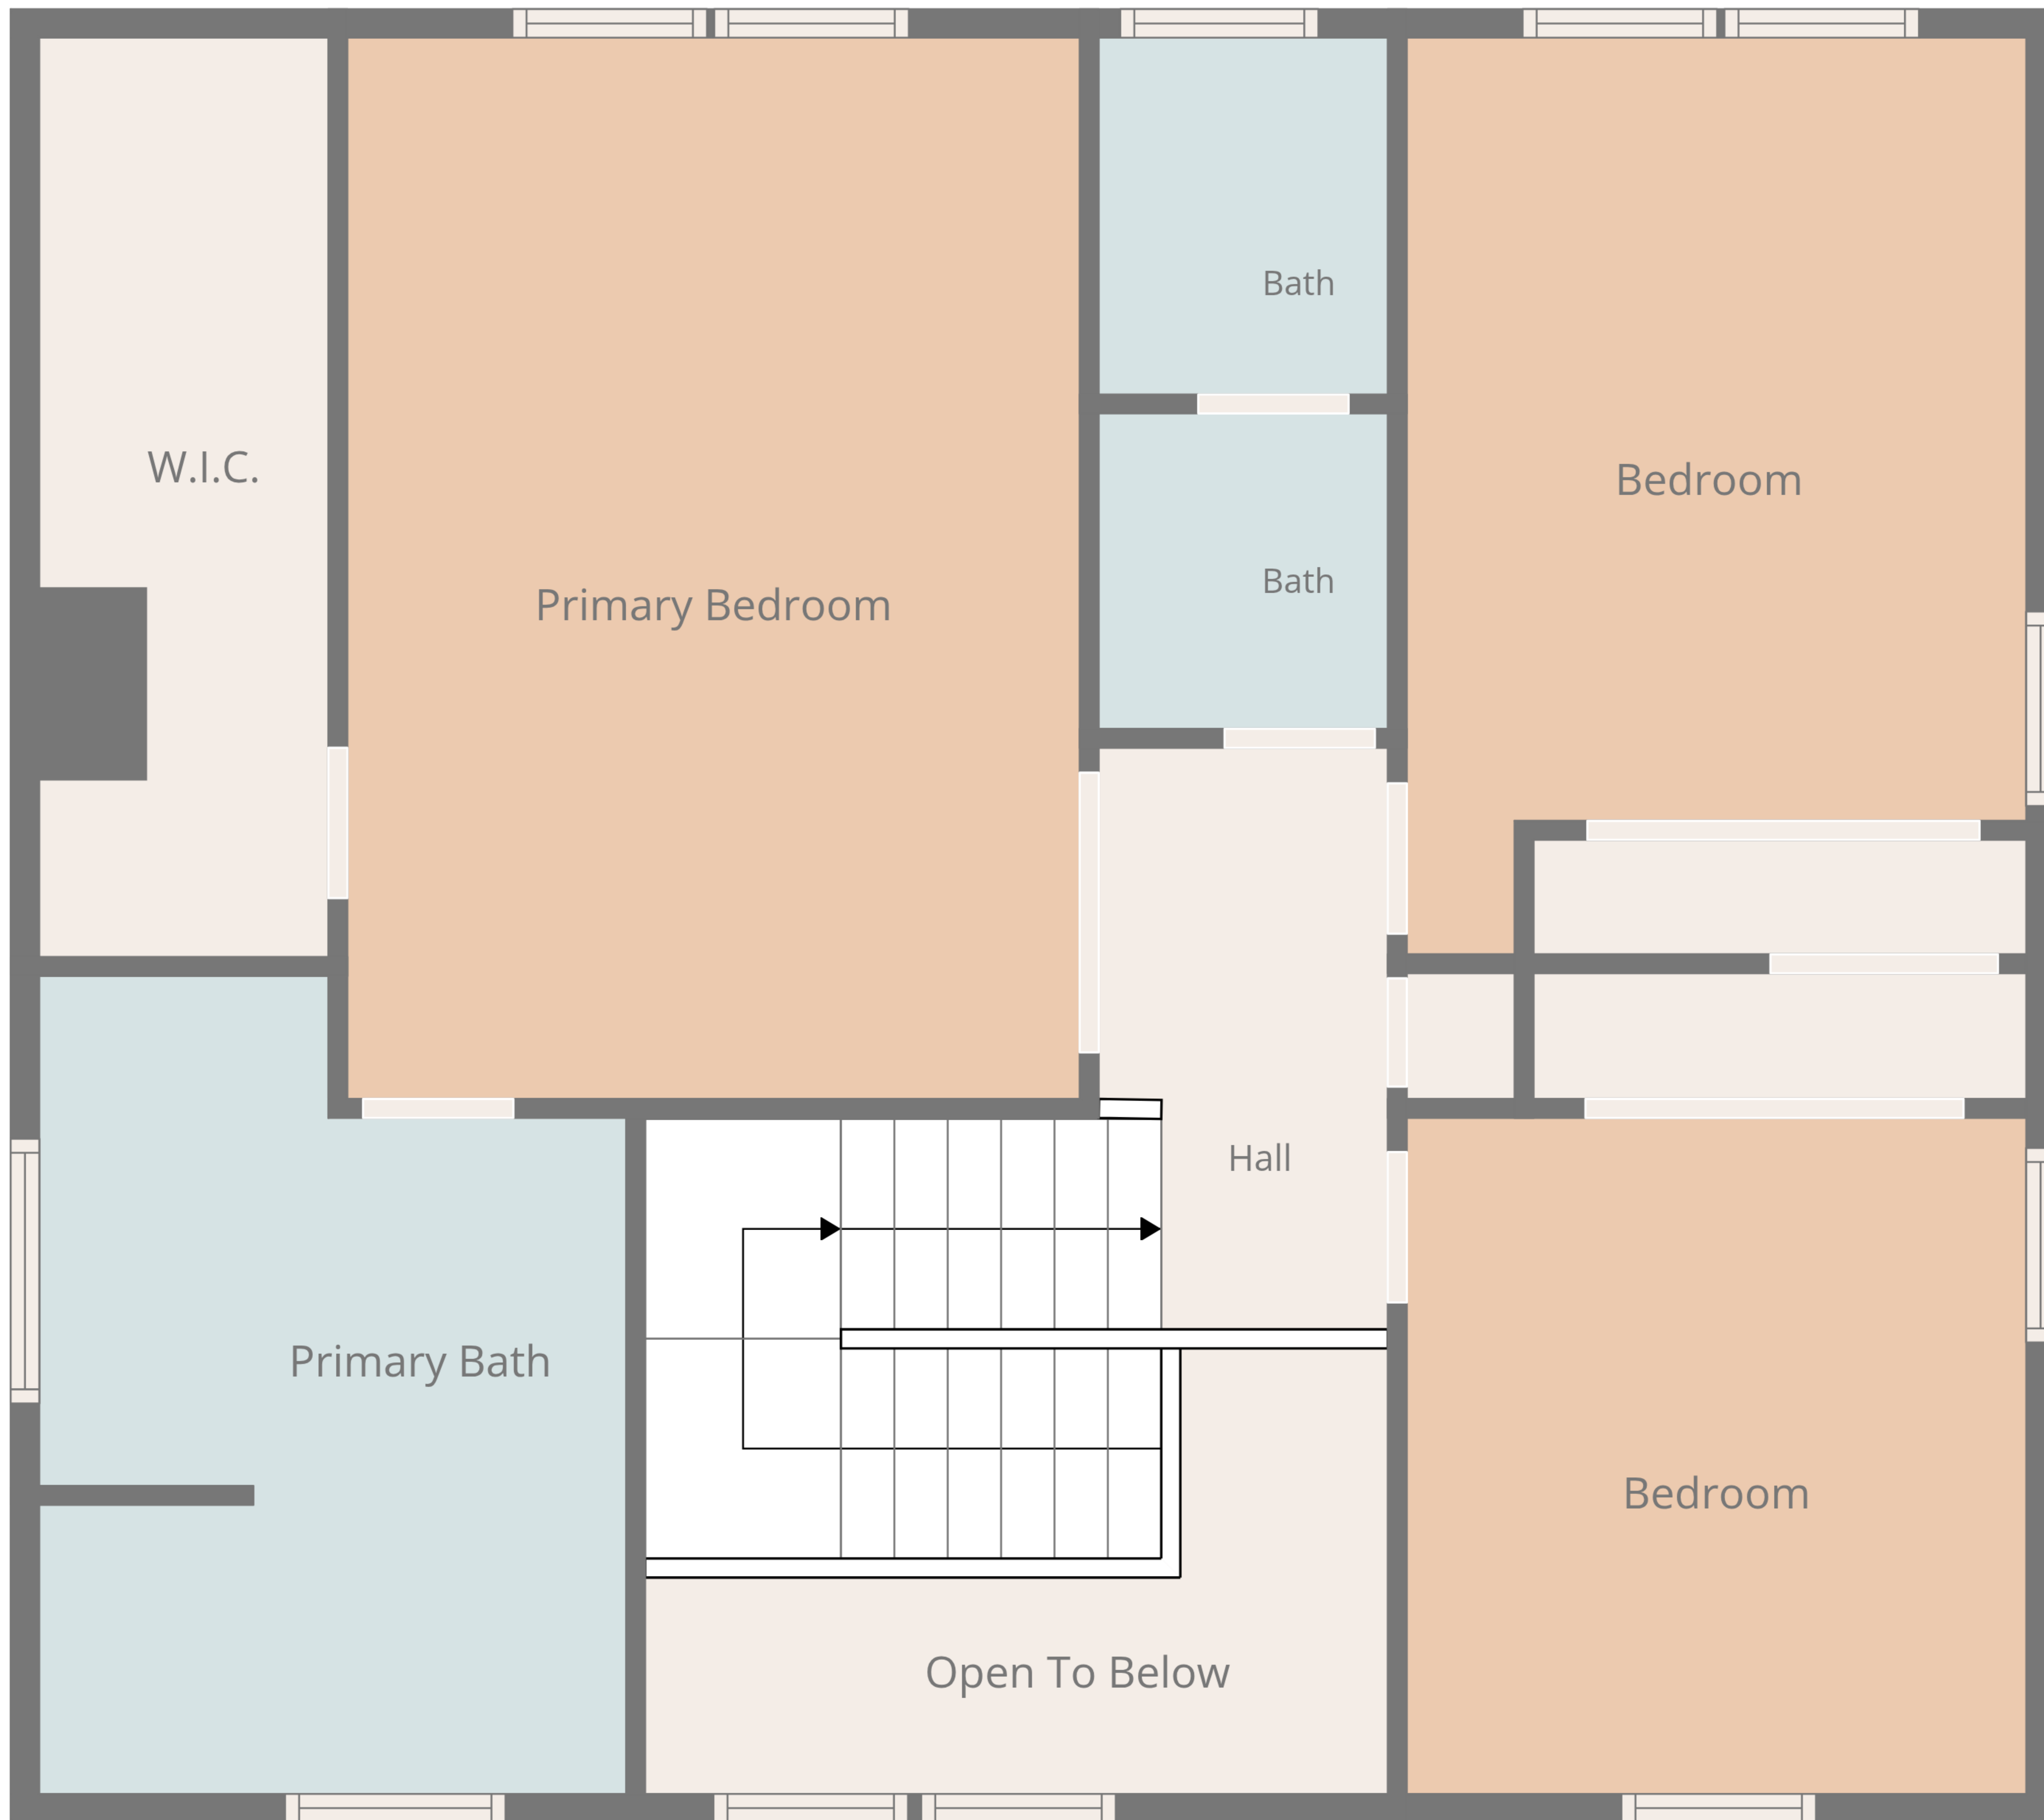 Bath
W.I.C.
Bedroom
Primary Bedroom
Bath
Hall
Primary Bath
Bedroom
Open To Below